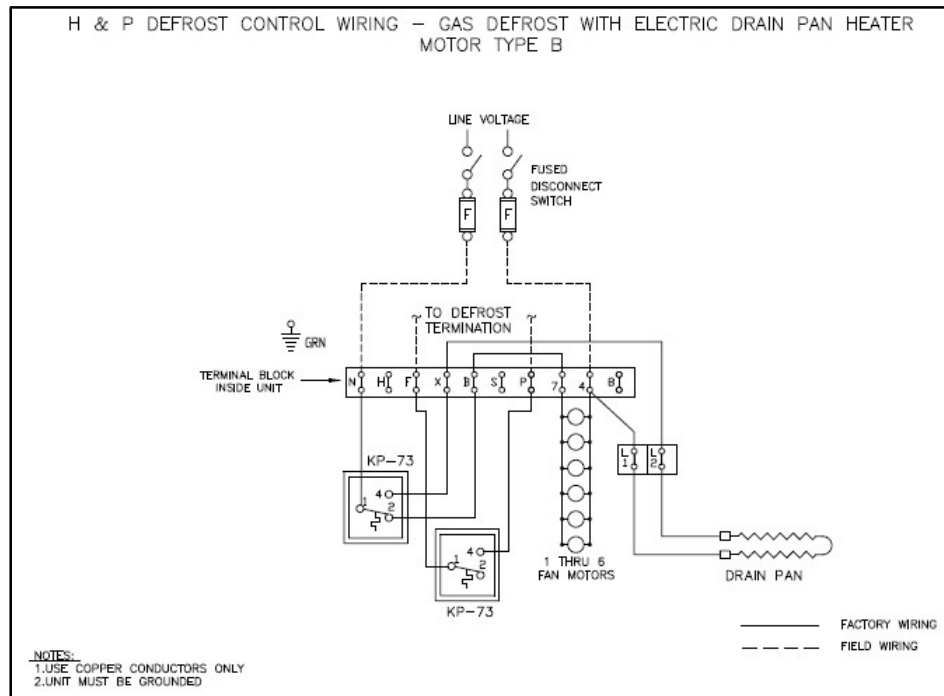 H & P DEFROST CONTROL WIRING – GAS DEFROST WITH ELECTRIC DRAIN PAN HEATER
MOTOR TYPE B
LINE VOLTAGE
FUSED
DISCONNECT
SWITCH
F
F
TO DEFROST
TERMINATION
GRN
TERMINAL BLOCK
INSIDE UNIT
N H F X B S P 7 4 B
L
1
L
2
KP-73
1
4
2
1
4
2
KP-73
1 THRU 6
FAN MOTORS
DRAIN PAN
FACTORY WIRING
FIELD WIRING
NOTES:
1.USE COPPER CONDUCTORS ONLY
2.UNIT MUST BE GROUNDED